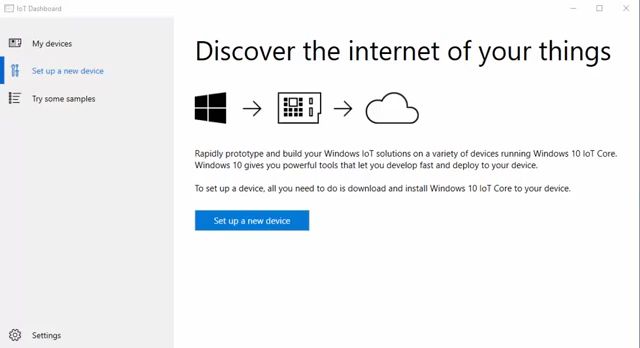 IoT Dashboard
My devices
Set up a new device
Try some samples
Settings
Discover the internet of your things
Rapidly prototype and build your Windows IoT solutions on a variety of devices running Windows 10 IoT Core.
Windows 10 gives you powerful tools that let you develop fast and deploy to your device.
To set up a device, all you need to do is download and install Windows 10 IoT Core to your device.
Set up a new device